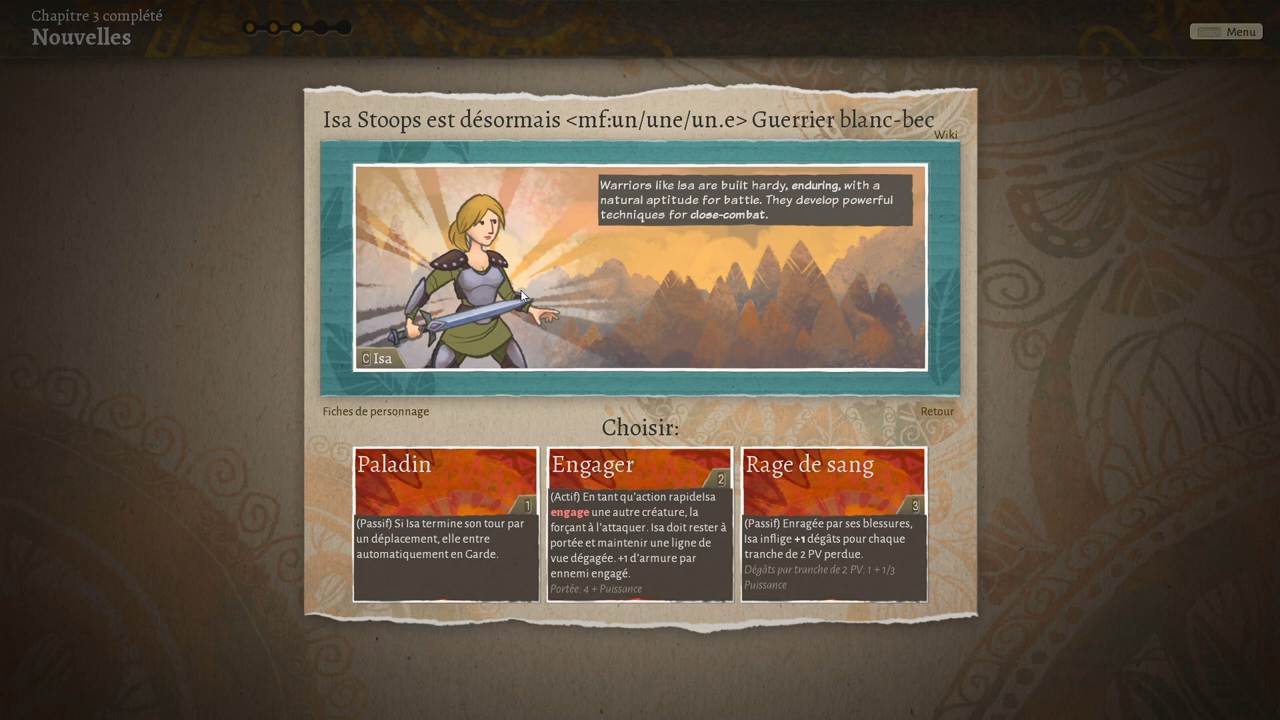 Chapitre 3 complété
Nouvelles
Menu
Isa Stoops est désormais <mf:un/une/un.e> Guerrier blanc-bec
Wiki
Warriors like Isa are built hardy, enduring, with a
natural aptitude for battle. They develop powerful
techniques for close-combat.
C Isa
Fiches de personnage
Retour
Choisir:
Paladin
1
(Passif) Si Isa termine son tour par
un déplacement, elle entre
automatiquement en Garde.
Engager
2
(Actif) En tant qu'action rapideIsa
engage une autre créature, la
forçant à l'attaquer. Isa doit rester à
portée et maintenir une ligne de
vue dégagée. +1 d'armure par
ennemi engagé.
Portée: 4 + Puissance
Rage de sang
3
(Passif) Enragée par ses blessures,
Isa inflige +1 dégâts pour chaque
tranche de 2 PV perdue.
Dégâts par tranche de 2 PV: 1 + 1/3
Puissance